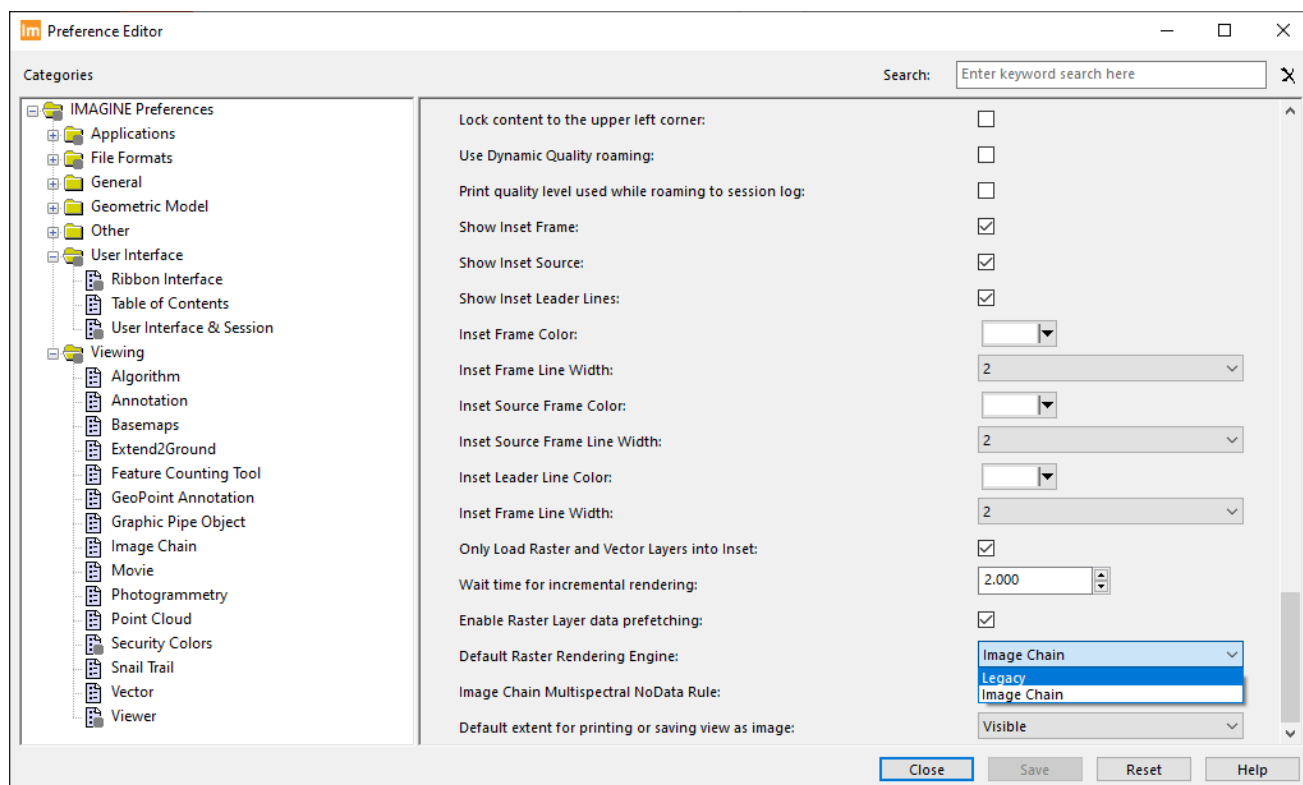 Im Preference Editor
Categories
Search: Enter keyword search here
IMAGINE Preferences
Applications
File Formats
General
Geometric Model
Other
User Interface
Ribbon Interface
Table of Contents
User Interface & Session
Viewing
Algorithm
Annotation
Basemaps
Extend2Ground
Feature Counting Tool
GeoPoint Annotation
Graphic Pipe Object
Image Chain
Movie
Photogrammetry
Point Cloud
Security Colors
Snail Trail
Vector
Viewer
Lock content to the upper left corner:
Use Dynamic Quality roaming:
Print quality level used while roaming to session log:
Show Inset Frame:
Show Inset Source:
Show Inset Leader Lines:
Inset Frame Color:
Inset Frame Line Width: 2
Inset Source Frame Color:
Inset Source Frame Line Width: 2
Inset Leader Line Color:
Inset Frame Line Width: 2
Only Load Raster and Vector Layers into Inset:
Wait time for incremental rendering: 2.000
Enable Raster Layer data prefetching:
Default Raster Rendering Engine: Image Chain
Legacy
Image Chain
Image Chain Multispectral NoData Rule:
Default extent for printing or saving view as image: Visible
Close Save Reset Help